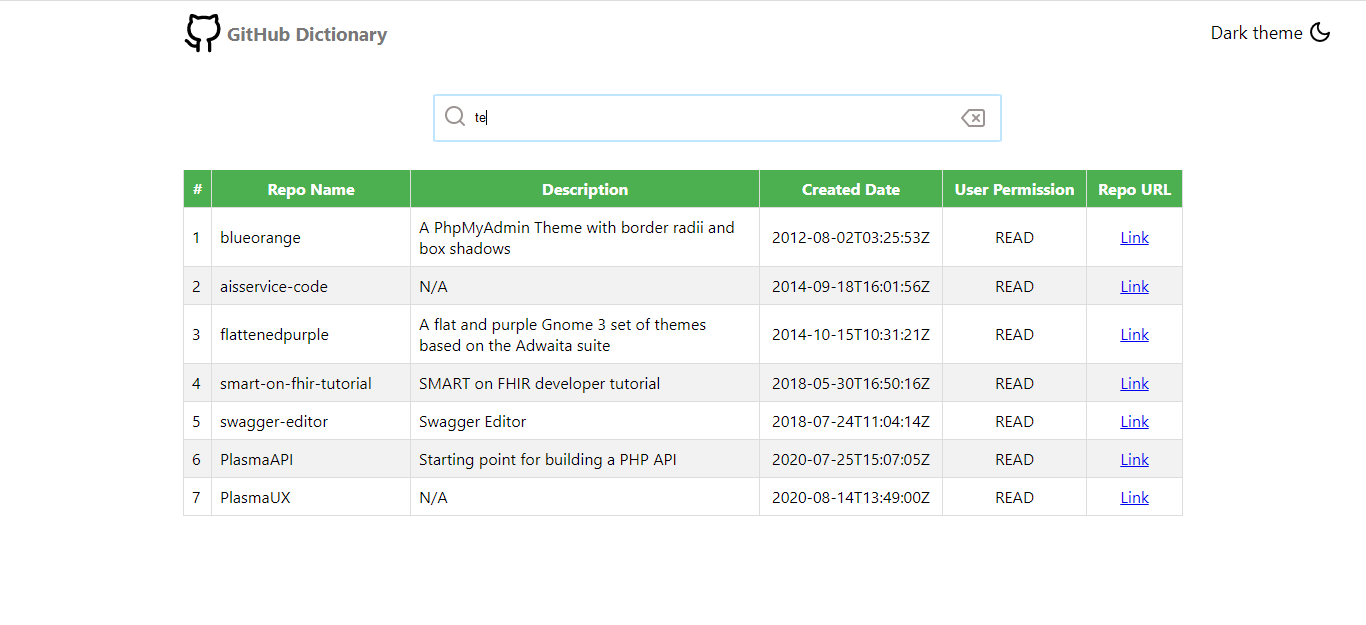 GitHub Dictionary
Dark theme
te
# Repo Name Description Created Date User Permission Repo URL
1 blueorange A PhpMyAdmin Theme with border radii and box shadows 2012-08-02T03:25:53Z READ Link
2 aisservice-code N/A 2014-09-18T16:01:56Z READ Link
3 flattenedpurple A flat and purple Gnome 3 set of themes based on the Adwaita suite 2014-10-15T10:31:21Z READ Link
4 smart-on-fhir-tutorial SMART on FHIR developer tutorial 2018-05-30T16:50:16Z READ Link
5 swagger-editor Swagger Editor 2018-07-24T11:04:14Z READ Link
6 PlasmaAPI Starting point for building a PHP API 2020-07-25T15:07:05Z READ Link
7 PlasmaUX N/A 2020-08-14T13:49:00Z READ Link